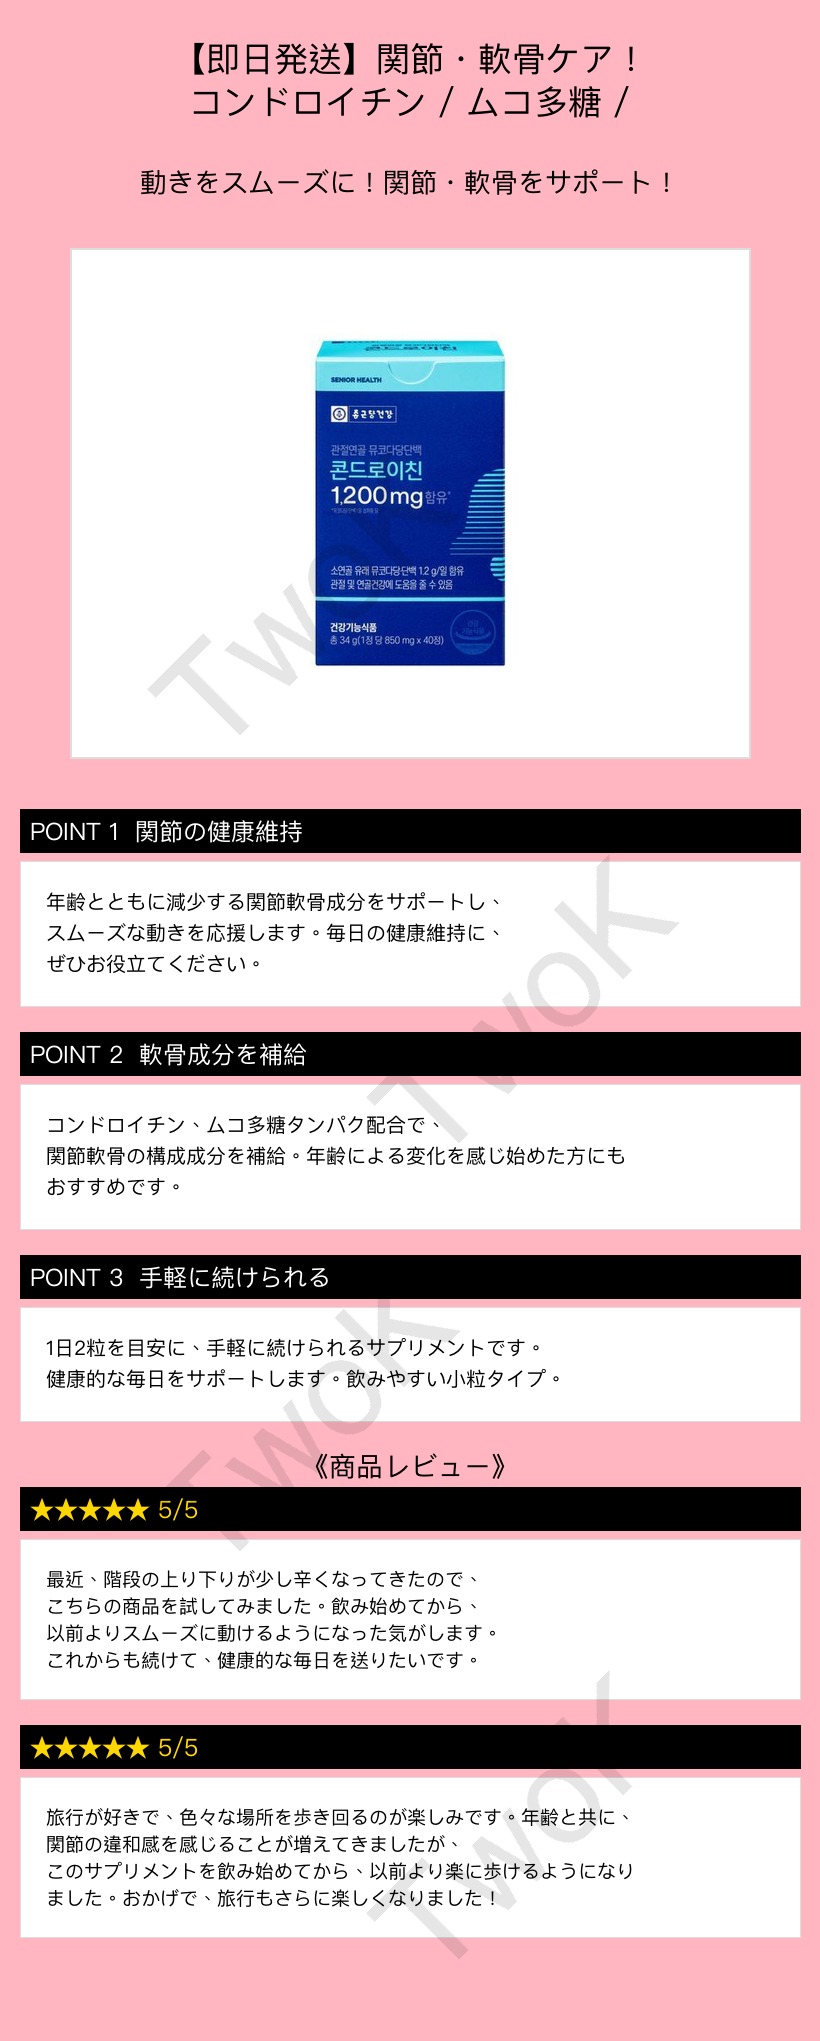 【即日発送】関節・軟骨ケア！
コンドロイチン / ムコ多糖 /
動きをスムーズに！関節・軟骨をサポート！
SENIOR HEALTH
종근당건강
관절연골 뮤코다당단백
콘드로이친
1,200mg함유*
소연골 유래 뮤코다당단백 1.2 g/일 함유
관절 및 연골건강에 도움을 줄 수 있음
건강기능식품
총 34 g(1정 당 850 mg x 40정)
건강
기능식품
TwoK
POINT 1 関節の健康維持
年齢とともに減少する関節軟骨成分をサポートし、
スムーズな動きを応援します。毎日の健康維持に、
ぜひお役立てください。
TwoK
POINT 2 軟骨成分を補給
コンドロイチン、ムコ多糖タンパク配合で、
関節軟骨の構成成分を補給。年齢による変化を感じ始めた方にも
おすすめです。
POINT 3 手軽に続けられる
1日2粒を目安に、手軽に続けられるサプリメントです。
健康的な毎日をサポートします。飲みやすい小粒タイプ。
TwoK
《商品レビュー》
★★★★★ 5/5
最近、階段の上り下りが少し辛くなってきたので、
こちらの商品を試してみました。飲み始めてから、
以前よりスムーズに動けるようになった気がします。
これからも続けて、健康的な毎日を送りたいです。
★★★★★ 5/5
旅行が好きで、色々な場所を歩き回るのが楽しみです。年齢と共に、
関節の違和感を感じることが増えてきましたが、
このサプリメントを飲み始めてから、以前より楽に歩けるようになり
ました。おかげで、旅行もさらに楽しくなりました！
TwoK